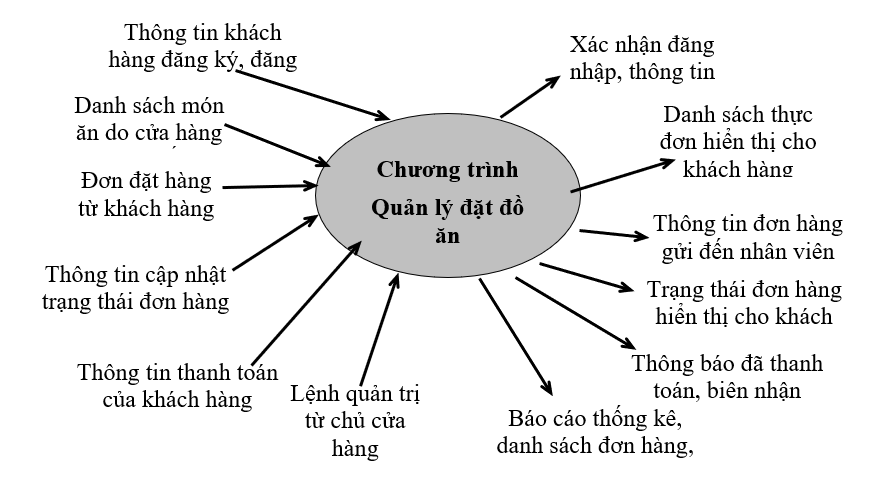 Thông tin khách
hàng đăng ký, đăng
Danh sách món
ăn do cửa hàng
Đơn đặt hàng
từ khách hàng
Thông tin cập nhật
trạng thái đơn hàng
Thông tin thanh toán
của khách hàng
Lệnh quản trị
từ chủ cửa
hàng
Chương trình
Quản lý đặt đồ
ăn
Xác nhận đăng
nhập, thông tin
Danh sách thực
đơn hiển thị cho
khách hàng
Thông tin đơn hàng
gửi đến nhân viên
Trạng thái đơn hàng
hiển thị cho khách
Thông báo đã thanh
toán, biên nhận
Báo cáo thống kê,
danh sách đơn hàng,